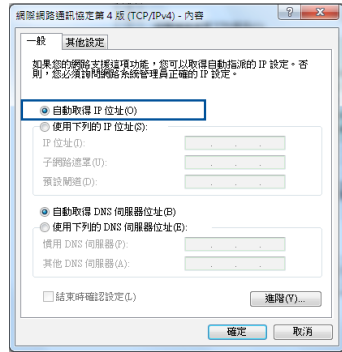 網際網路通訊協定第 4 版 (TCP/IPv4) - 內容
一般
其他設定
如果您的網路支援這項功能，您可以取得自動指派的 IP 設定。否
則，您必須詢問網路系統管理員正確的 IP 設定。
自動取得 IP 位址(O)
使用下列的 IP 位址(S):
IP 位址(I):
子網路遮罩(U):
預設閘道(D):
自動取得 DNS 伺服器位址(B)
使用下列的 DNS 伺服器位址(E):
慣用 DNS 伺服器(P):
其他 DNS 伺服器(A):
結束時確認設定(L)
進階(V)...
確定
取消